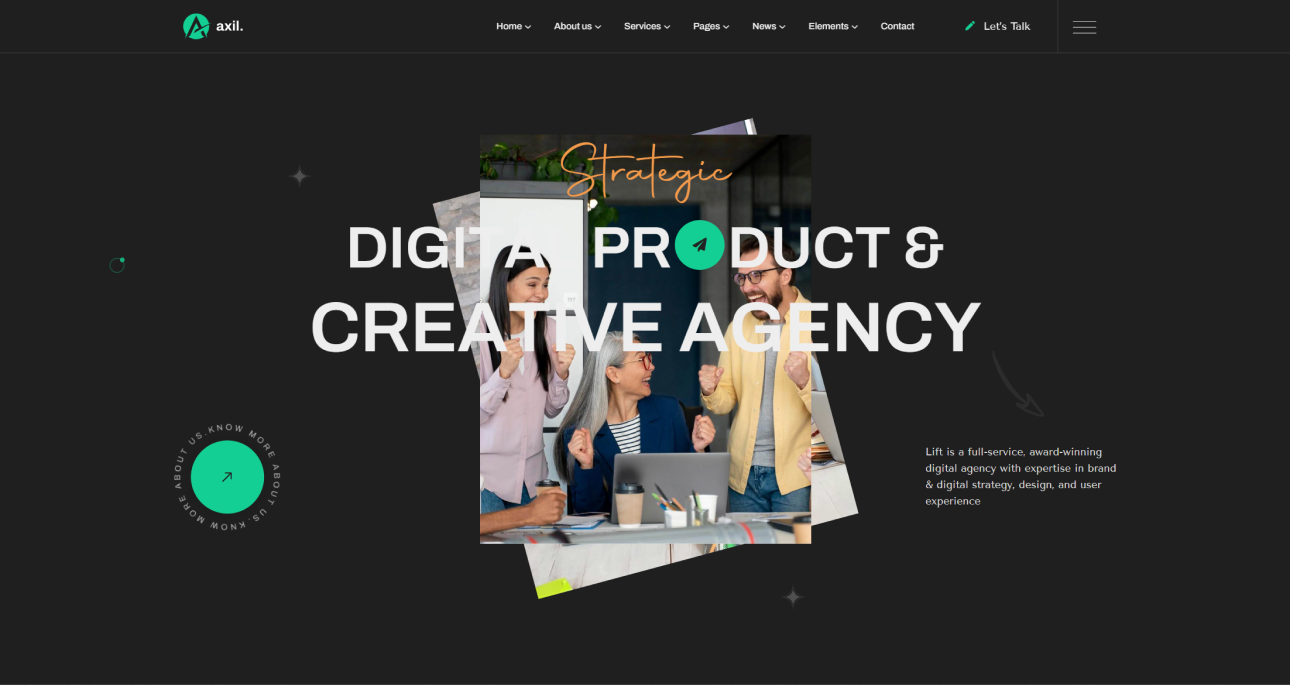 axil.
Home About us Services Pages News Elements Contact Let's Talk
Strategic
DIGITAL PR DUCT &
CREATIVE AGENCY
KNOW MORE ABOUT US.KNOW MORE ABOUT US.
Lift is a full-service, award-winning
digital agency with expertise in brand
& digital strategy, design, and user
experience